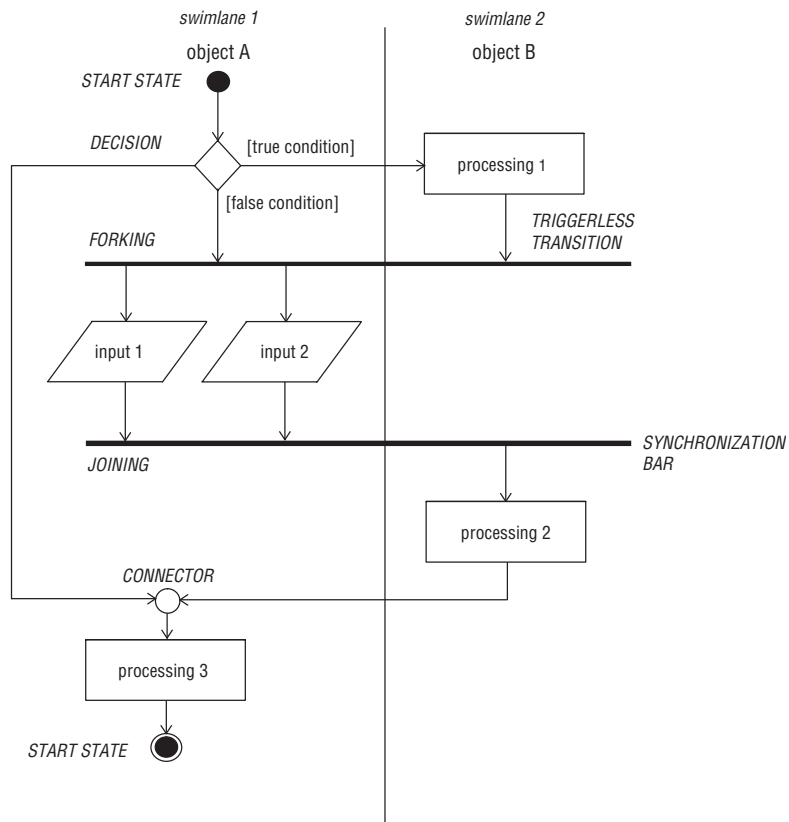 swimlane 1
swimlane 2
object A
object B
START STATE
DECISION
[true condition]
processing 1
[false condition]
TRIGGERLESS
TRANSITION
FORKING
input 1
input 2
SYNCHRONIZATION
BAR
JOINING
processing 2
CONNECTOR
processing 3
START STATE